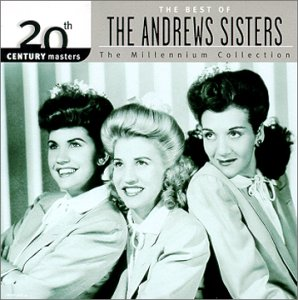 THE BEST OF
THE ANDREWS SISTERS
The Millennium Collection
20th
CENTURY masters